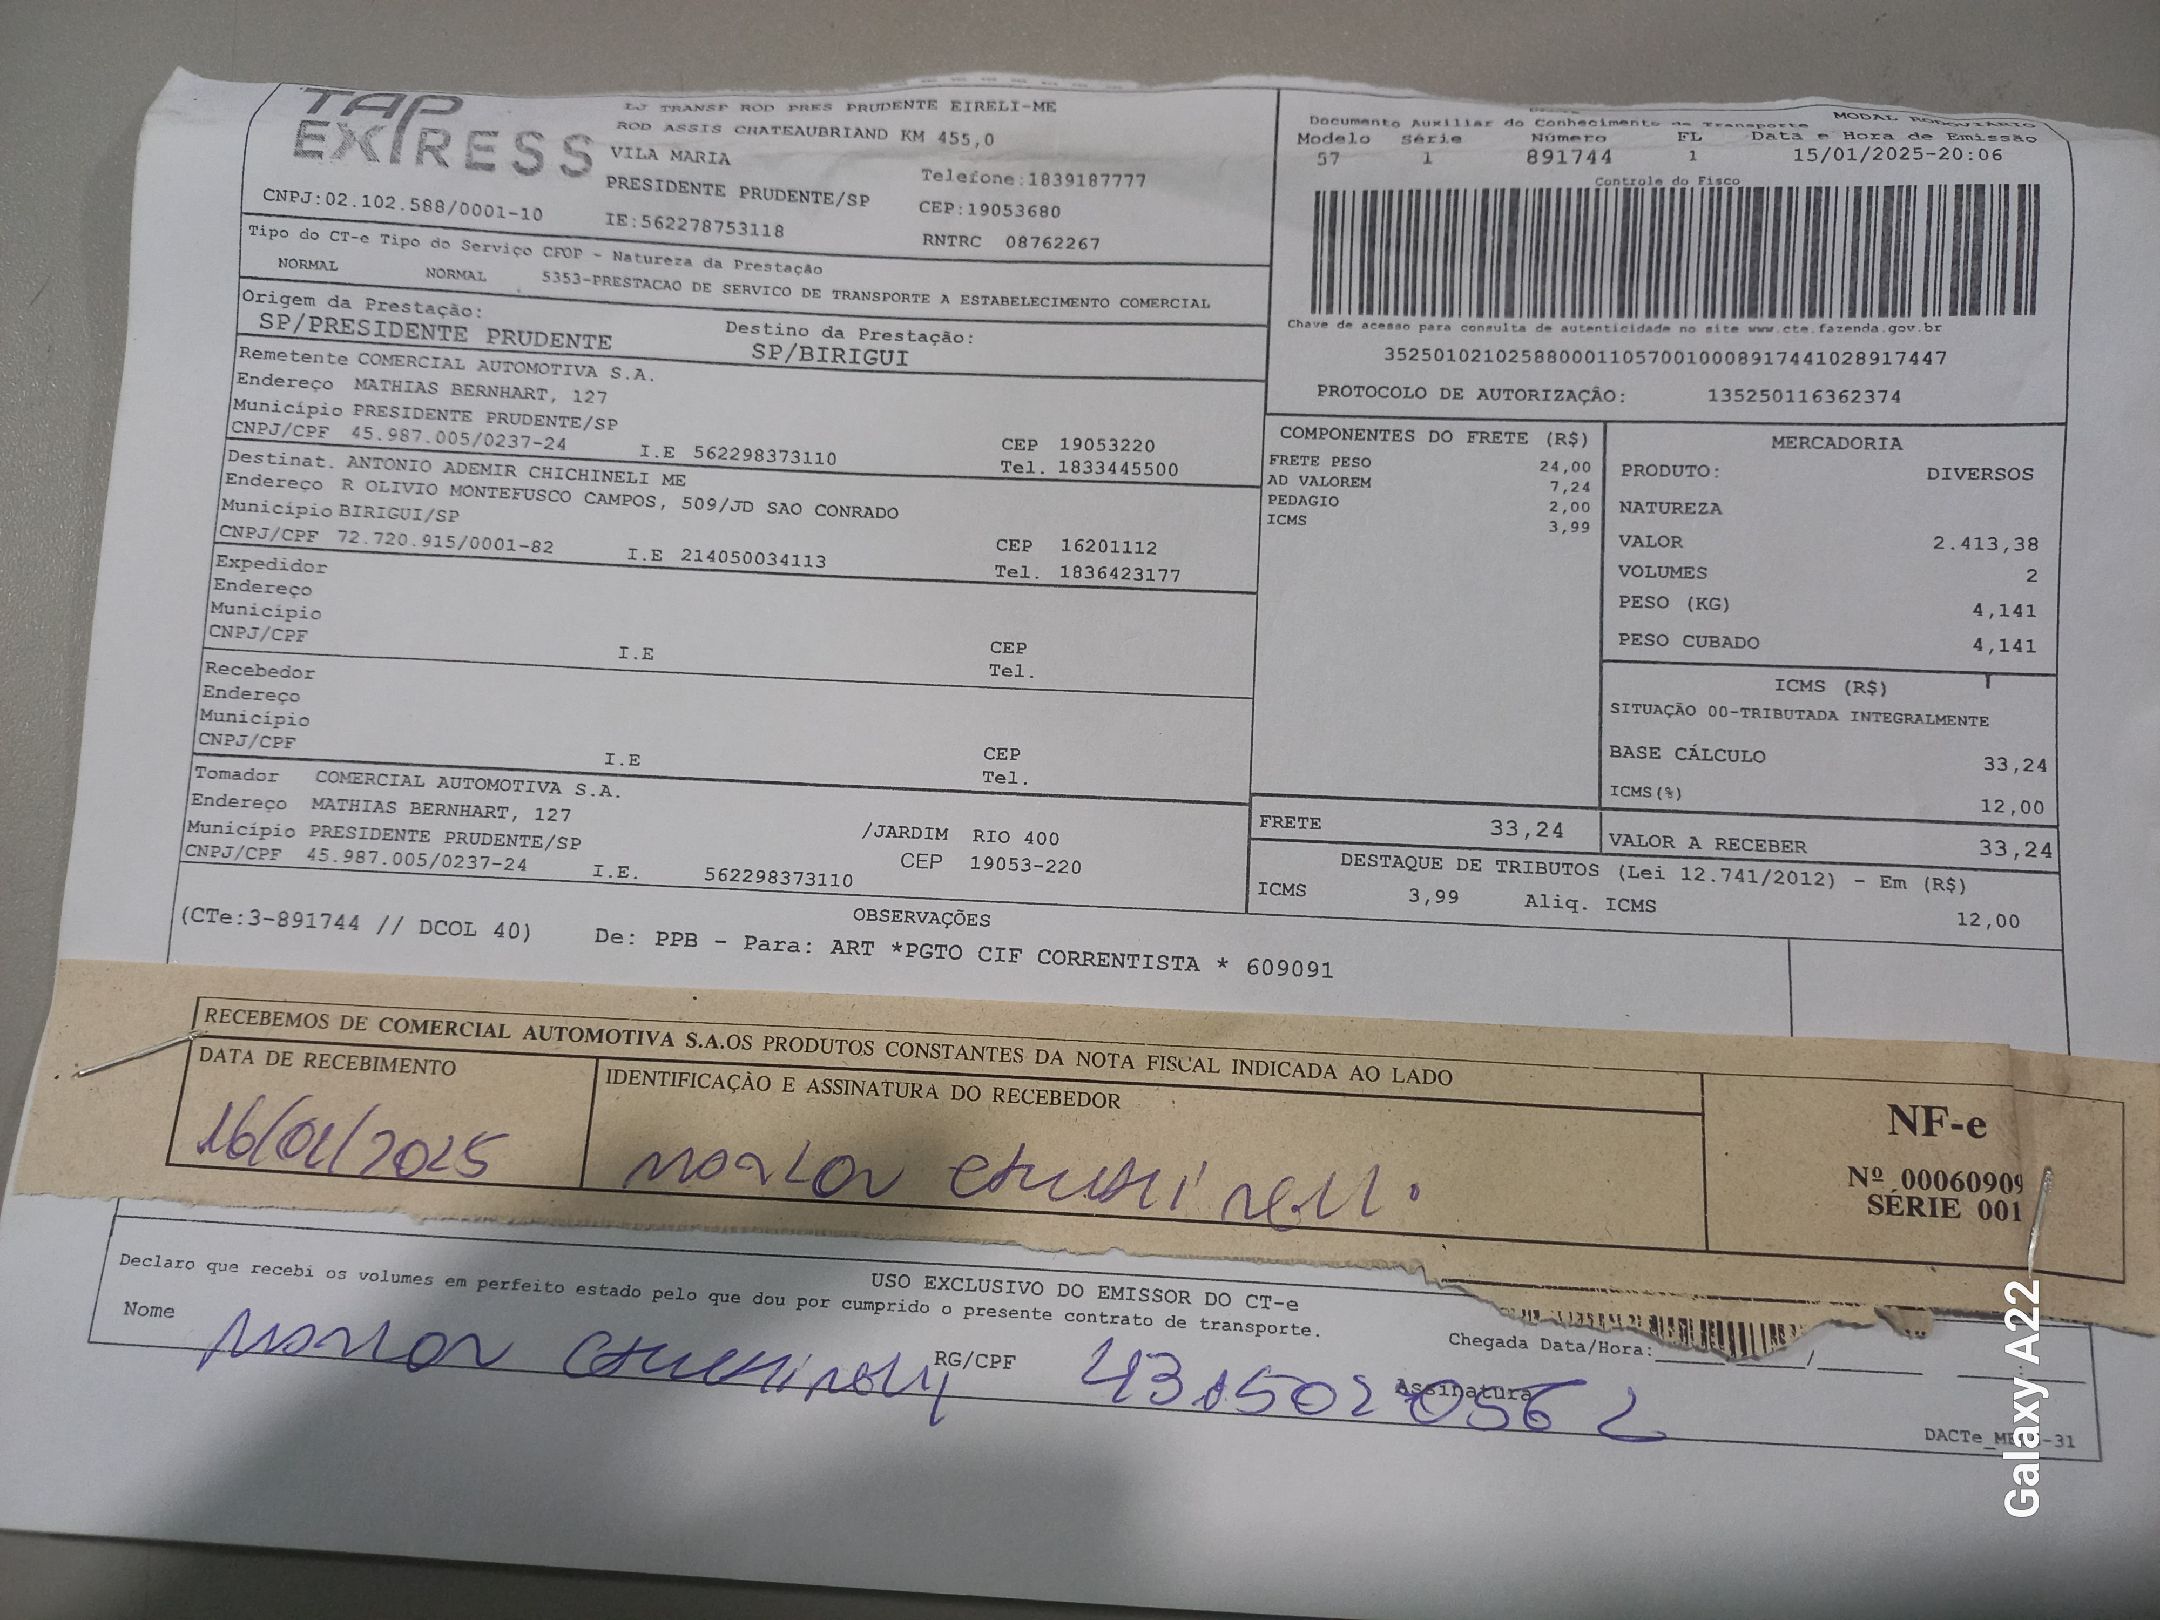 TAP EXPRESS
LJ TRANSP ROD PRES PRUDENTE EIRELI-ME
ROD ASSIS CHATEAUBRIAND KM 455,0
VILA MARIA
Telefone:1839187777
PRESIDENTE PRUDENTE/SP
CEP:19053680
CNPJ:02.102.588/0001-10
IE:562278753118
RNTRC 08762267
MODAL RODOVIÁRIO
Documento Auxiliar do Conhecimento de Transporte
Modelo Série Número FL Data e Hora de Emissão
57 1 891744 1 15/01/2025-20:06
Controle do Fisco
Chave de acesso para consulta de autenticidade no site www.cte.fazenda.gov.br
35250102102588000110570010008917441028917447
PROTOCOLO DE AUTORIZAÇÃO: 135250116362374
Tipo do CT-e Tipo do Serviço CFOP - Natureza da Prestação
NORMAL NORMAL 5353-PRESTACAO DE SERVICO DE TRANSPORTE A ESTABELECIMENTO COMERCIAL
Origem da Prestação: Destino da Prestação:
SP/PRESIDENTE PRUDENTE SP/BIRIGUI
Remetente COMERCIAL AUTOMOTIVA S.A.
Endereço MATHIAS BERNHART, 127
Município PRESIDENTE PRUDENTE/SP CEP 19053220
CNPJ/CPF 45.987.005/0237-24 I.E 562298373110 Tel. 1833445500
Destinat. ANTONIO ADEMIR CHICHINELI ME
Endereço R OLIVIO MONTEFUSCO CAMPOS, 509/JD SAO CONRADO
Município BIRIGUI/SP CEP 16201112
CNPJ/CPF 72.720.915/0001-82 I.E 214050034113 Tel. 1836423177
Expedidor
Endereço
Município CEP
CNPJ/CPF I.E Tel.
Recebedor
Endereço
Município CEP
CNPJ/CPF I.E Tel.
Tomador COMERCIAL AUTOMOTIVA S.A.
Endereço MATHIAS BERNHART, 127 /JARDIM RIO 400
Município PRESIDENTE PRUDENTE/SP CEP 19053-220
CNPJ/CPF 45.987.005/0237-24 I.E. 562298373110
COMPONENTES DO FRETE (R$)
FRETE PESO 24,00
AD VALOREM 7,24
PEDAGIO 2,00
ICMS 3,99
MERCADORIA
PRODUTO: DIVERSOS
NATUREZA
VALOR 2.413,38
VOLUMES 2
PESO (KG) 4,141
PESO CUBADO 4,141
ICMS (R$)
SITUAÇÃO 00-TRIBUTADA INTEGRALMENTE
BASE CÁLCULO 33,24
ICMS(%) 12,00
FRETE 33,24 VALOR A RECEBER 33,24
DESTAQUE DE TRIBUTOS (Lei 12.741/2012) - Em (R$)
ICMS 3,99 Aliq. ICMS 12,00
OBSERVAÇÕES
(CTe:3-891744 // DCOL 40) De: PPB - Para: ART *PGTO CIF CORRENTISTA * 609091
RECEBEMOS DE COMERCIAL AUTOMOTIVA S.A.OS PRODUTOS CONSTANTES DA NOTA FISCAL INDICADA AO LADO
DATA DE RECEBIMENTO IDENTIFICAÇÃO E ASSINATURA DO RECEBEDOR
16/01/2025
NF-e
Nº 00060909
SÉRIE 001
USO EXCLUSIVO DO EMISSOR DO CT-e
Declaro que recebi os volumes em perfeito estado pelo que dou por cumprido o presente contrato de transporte.
Nome RG/CPF Chegada Data/Hora: /
Assinatura
DACTe -31
Galaxy A22